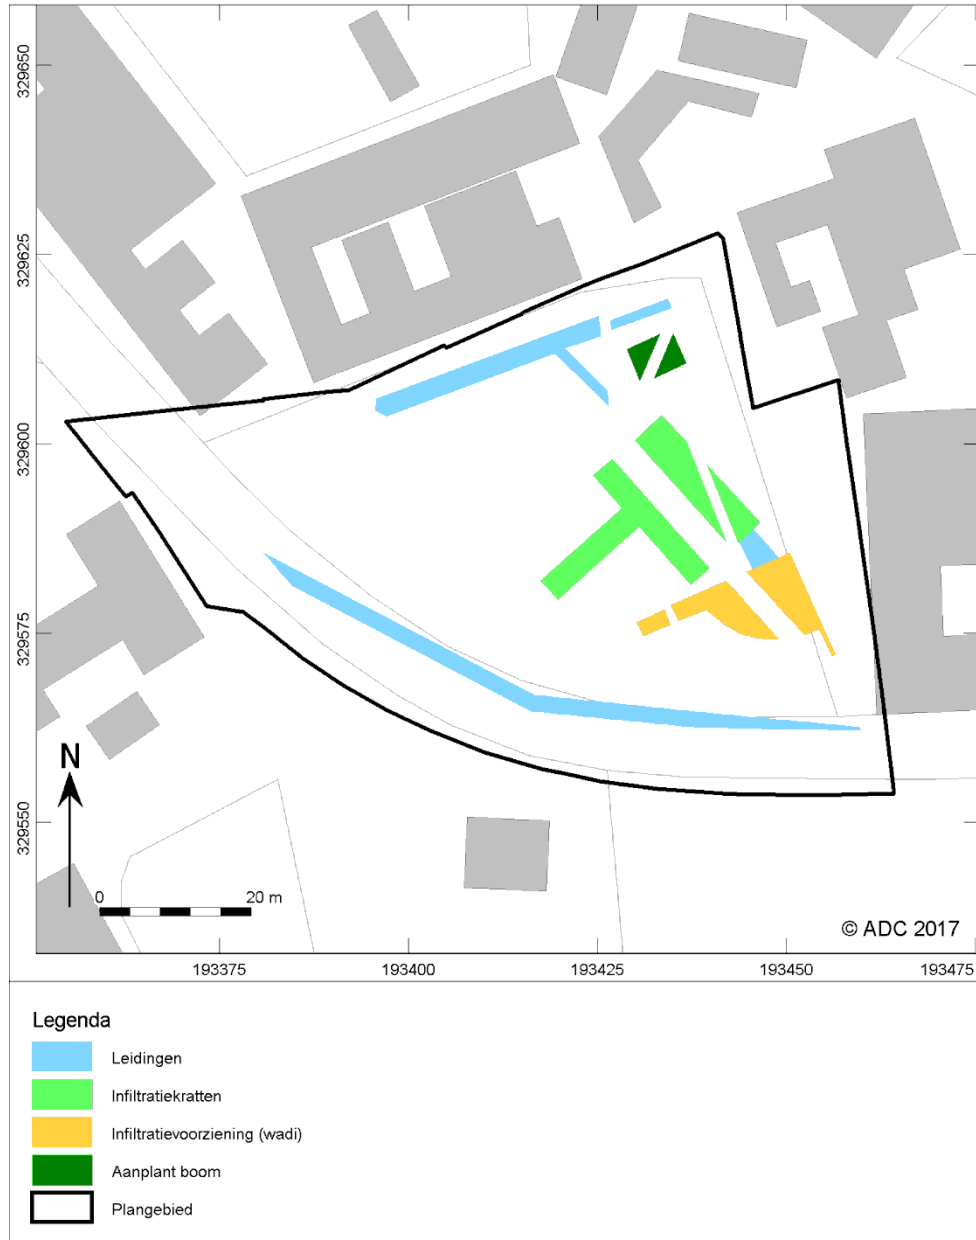 329650
329625
329600
329575
329550
N
0 20 m
© ADC 2017
193375 193400 193425 193450 193475
Legenda
Leidingen
Infiltratiekratten
Infiltratievoorziening (wadi)
Aanplant boom
Plangebied